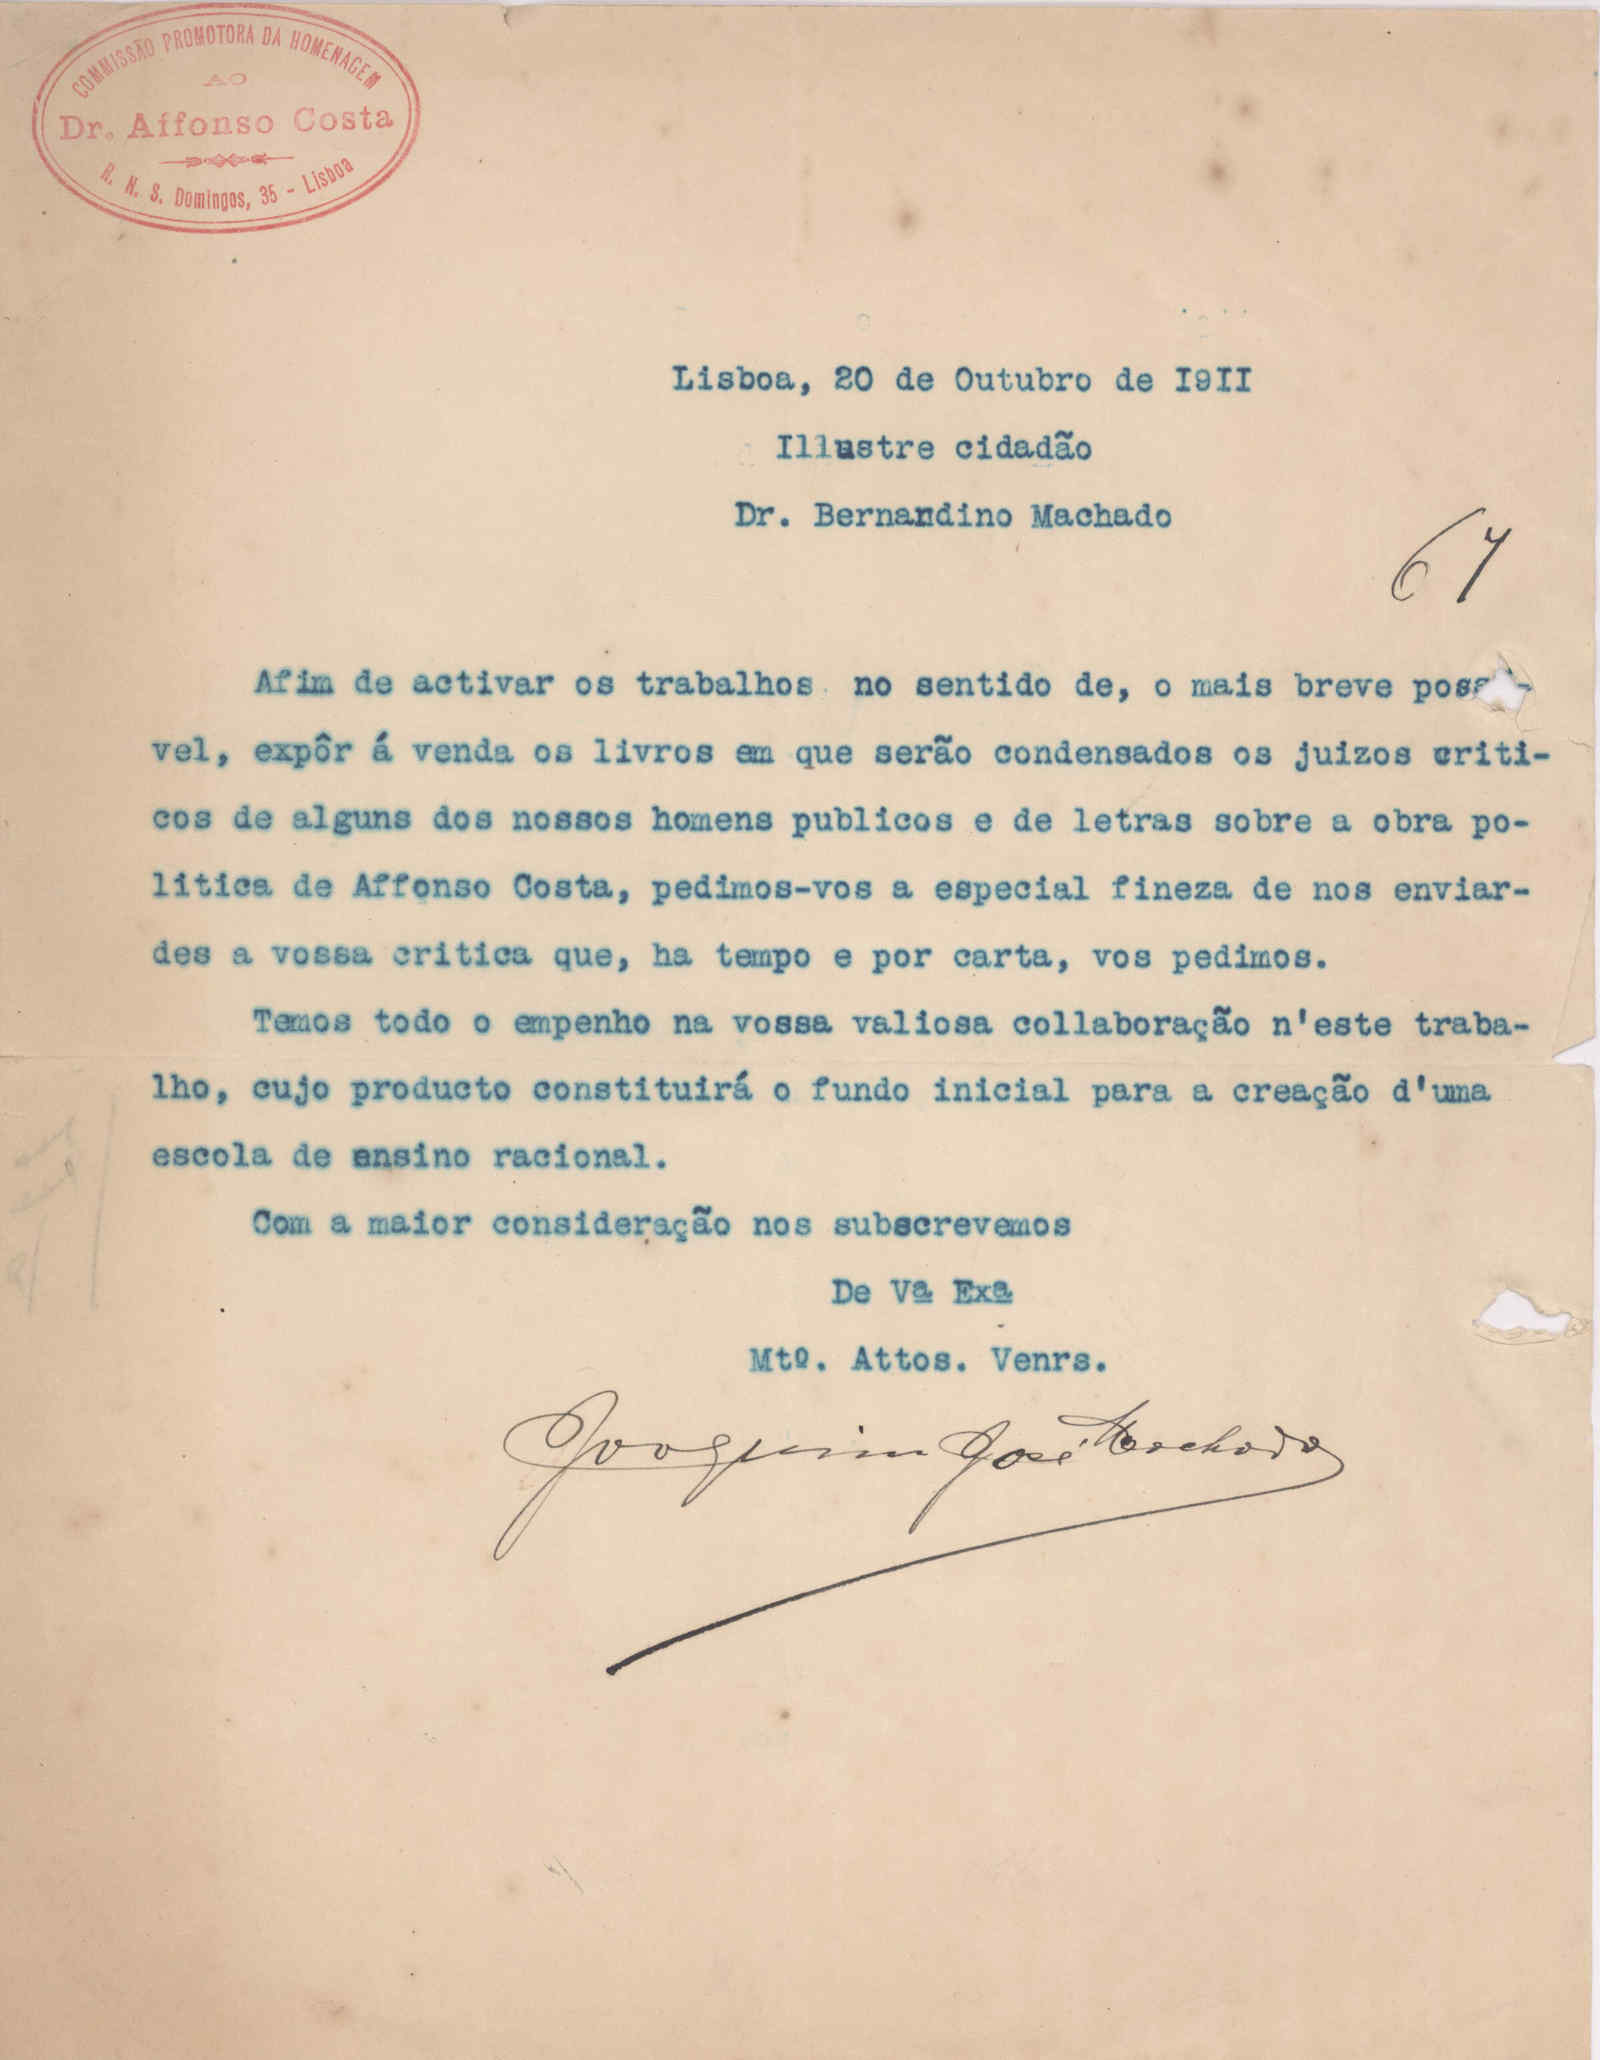 COMMISSÃO PROMOTORA DA HOMENAGEM
AO
Dr. Affonso Costa
R. N. S. Domingos, 35 - Lisboa
Lisboa, 20 de Outubro de I9II
Illustre cidadão
Dr. Bernandino Machado
67
Afim de activar os trabalhos no sentido de, o mais breve poss-
vel, expôr á venda os livros em que serão condensados os juizos criti-
cos de alguns dos nossos homens publicos e de letras sobre a obra po-
litica de Affonso Costa, pedimos-vos a especial fineza de nos enviar-
des a vossa critica que, ha tempo e por carta, vos pedimos.
Temos todo o empenho na vossa valiosa collaboração n'este traba-
lho, cujo producto constituirá o fundo inicial para a creação d'uma
escola de ensino racional.
Com a maior consideração nos subscrevemos
De Vª Exª
Mtº. Attos. Venrs.
Joaquim José Machado